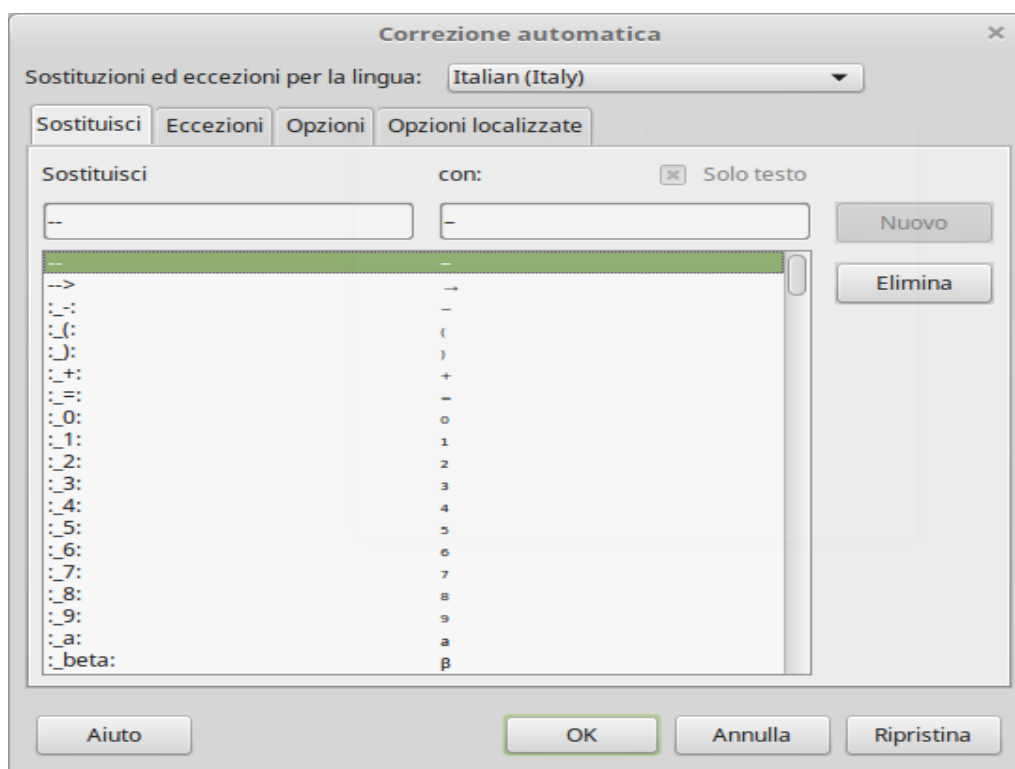 Correzione automatica
Sostituzioni ed eccezioni per la lingua: Italian (Italy)
Sostituisci Eccezioni Opzioni Opzioni localizzate
Sostituisci con: Solo testo
-- – Nuovo
-- –
--> → Elimina
:_-: ₋
:_(: ₍
:_): ₎
:_+: ₊
:_=: ₌
:_0: ₀
:_1: ₁
:_2: ₂
:_3: ₃
:_4: ₄
:_5: ₅
:_6: ₆
:_7: ₇
:_8: ₈
:_9: ₉
:_a: ₐ
:_beta: ᵦ
Aiuto OK Annulla Ripristina